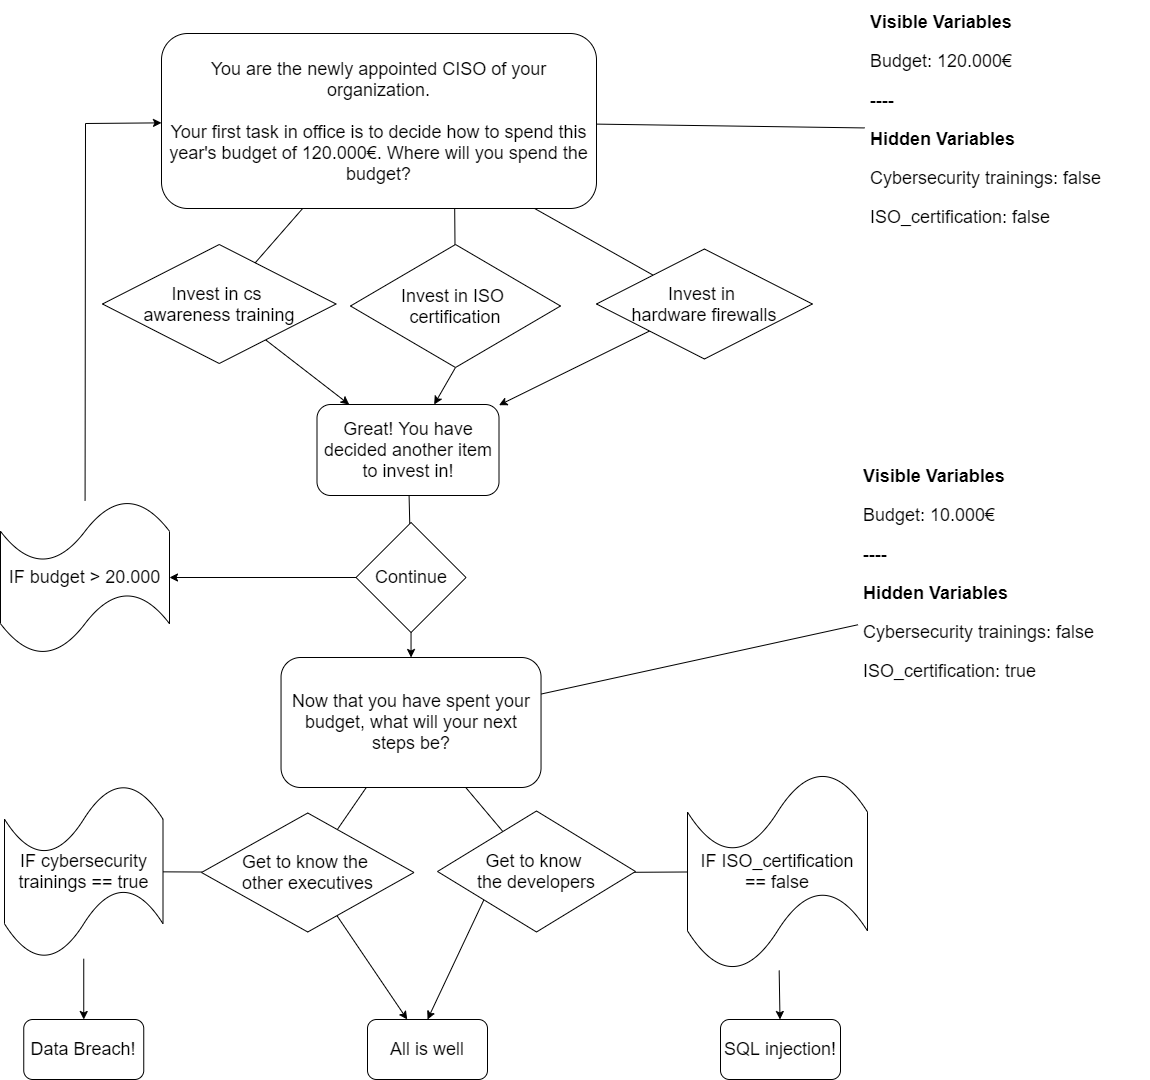 Visible Variables
Budget: 120.000€
----
Hidden Variables
Cybersecurity trainings: false
ISO_certification: false
You are the newly appointed CISO of your
organization.
Your first task in office is to decide how to spend this
year's budget of 120.000€. Where will you spend the
budget?
Invest in cs
awareness training
Invest in ISO
certification
Invest in
hardware firewalls
Great! You have
decided another item
to invest in!
Continue
IF budget > 20.000
Visible Variables
Budget: 10.000€
----
Hidden Variables
Cybersecurity trainings: false
ISO_certification: true
Now that you have spent your
budget, what will your next
steps be?
IF cybersecurity
trainings == true
Get to know the
other executives
Get to know
the developers
IF ISO_certification
== false
Data Breach!
All is well
SQL injection!